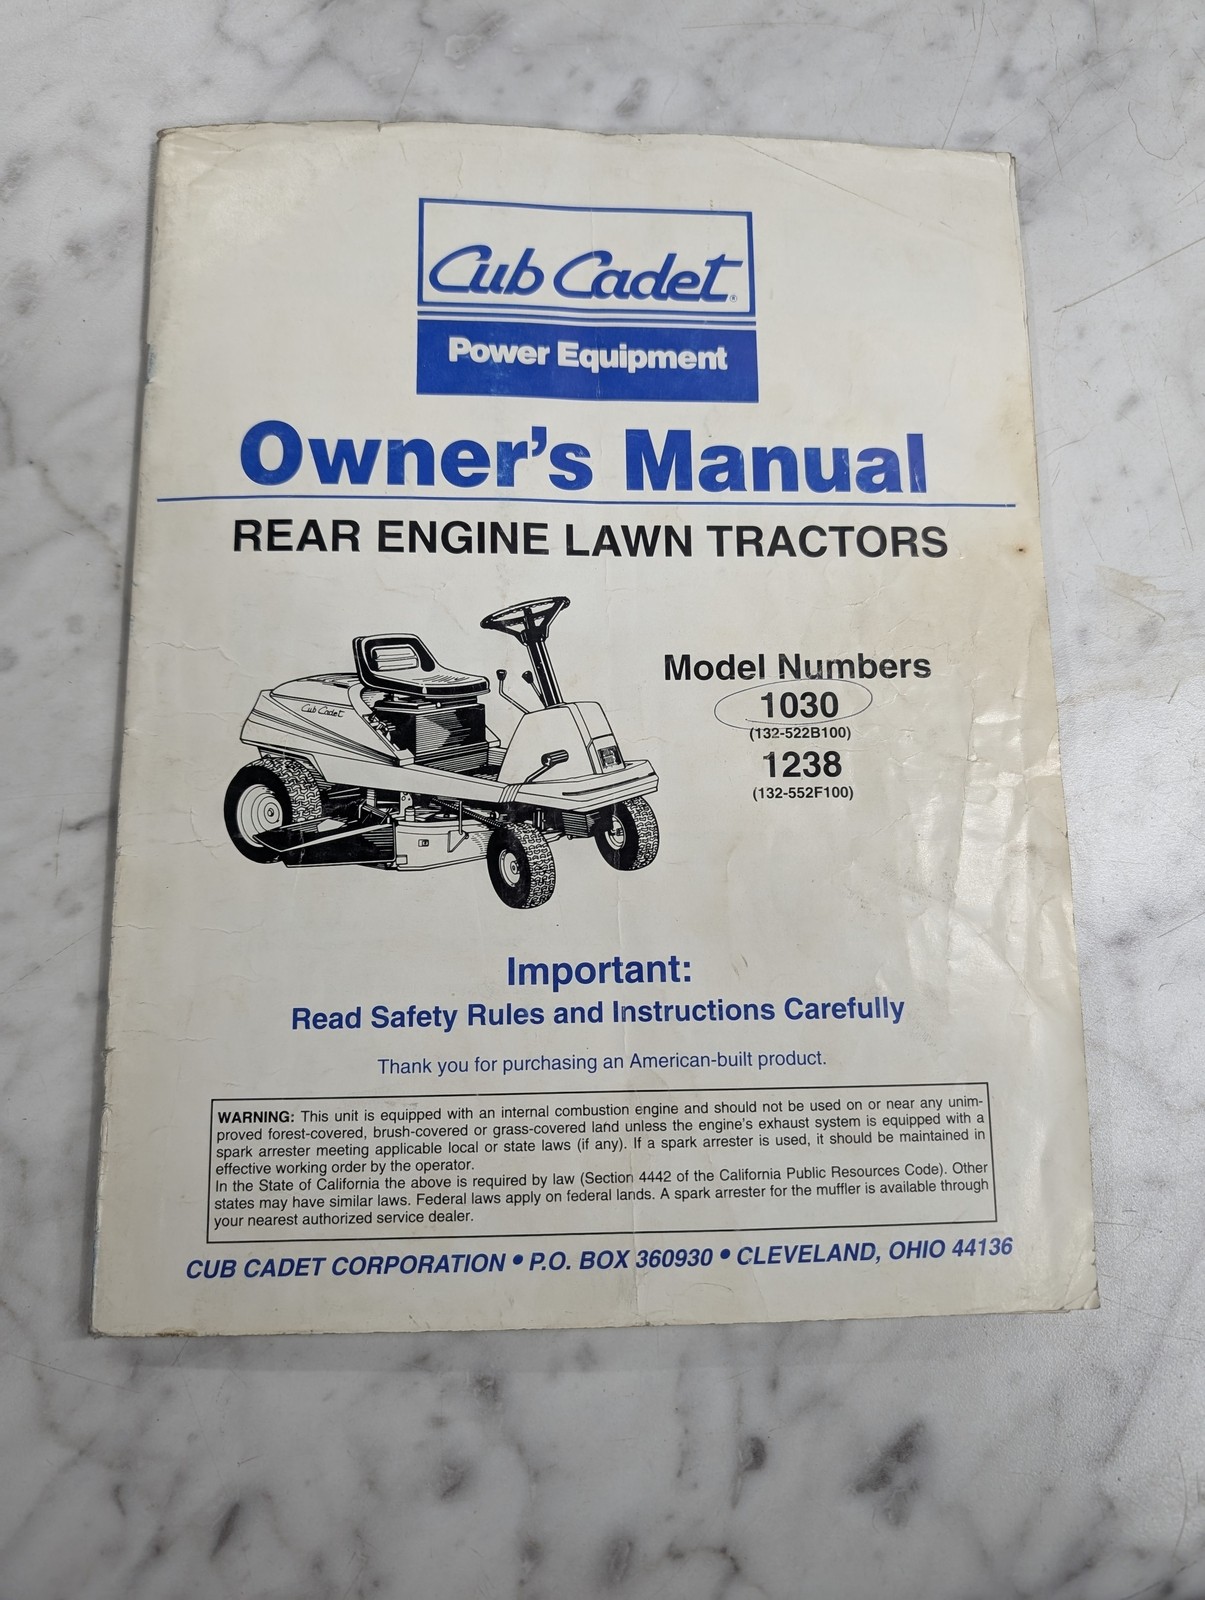 Cub Cadet®
Power Equipment
Owner's Manual
REAR ENGINE LAWN TRACTORS
Cub Cadet
Model Numbers
1030
(132-522B100)
1238
(132-552F100)
Important:
Read Safety Rules and Instructions Carefully
Thank you for purchasing an American-built product.
WARNING: This unit is equipped with an internal combustion engine and should not be used on or near any unim-
proved forest-covered, brush-covered or grass-covered land unless the engine's exhaust system is equipped with a
spark arrester meeting applicable local or state laws (if any). If a spark arrester is used, it should be maintained in
effective working order by the operator.
In the State of California the above is required by law (Section 4442 of the California Public Resources Code). Other
states may have similar laws. Federal laws apply on federal lands. A spark arrester for the muffler is available through
your nearest authorized service dealer.
CUB CADET CORPORATION • P.O. BOX 360930 • CLEVELAND, OHIO 44136